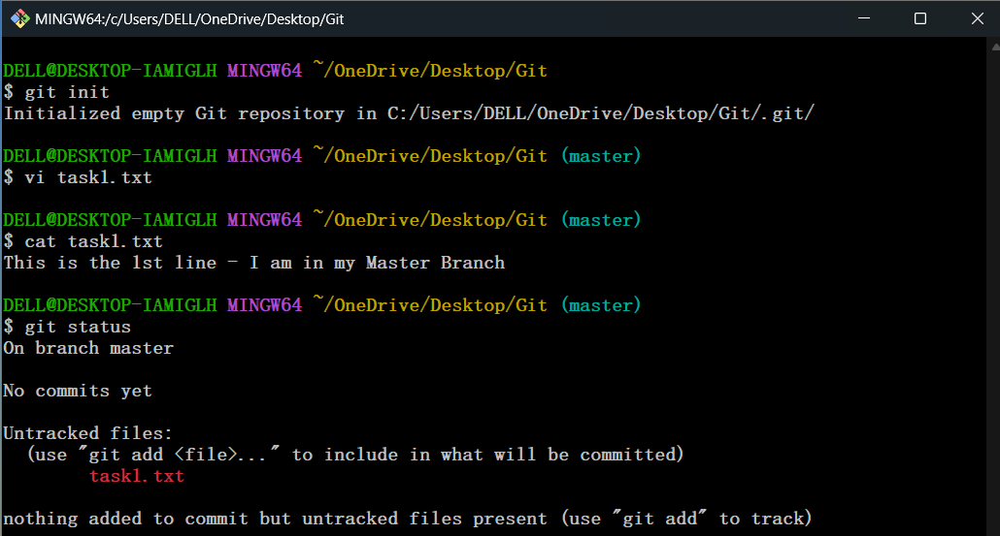 MINGW64:/c/Users/DELL/OneDrive/Desktop/Git
DELL@DESKTOP-IAMIGLH MINGW64 ~/OneDrive/Desktop/Git
$ git init
Initialized empty Git repository in C:/Users/DELL/OneDrive/Desktop/Git/.git/
DELL@DESKTOP-IAMIGLH MINGW64 ~/OneDrive/Desktop/Git (master)
$ vi task1.txt
DELL@DESKTOP-IAMIGLH MINGW64 ~/OneDrive/Desktop/Git (master)
$ cat task1.txt
This is the 1st line - I am in my Master Branch
DELL@DESKTOP-IAMIGLH MINGW64 ~/OneDrive/Desktop/Git (master)
$ git status
On branch master
No commits yet
Untracked files:
(use "git add <file>..." to include in what will be committed)
task1.txt
nothing added to commit but untracked files present (use "git add" to track)